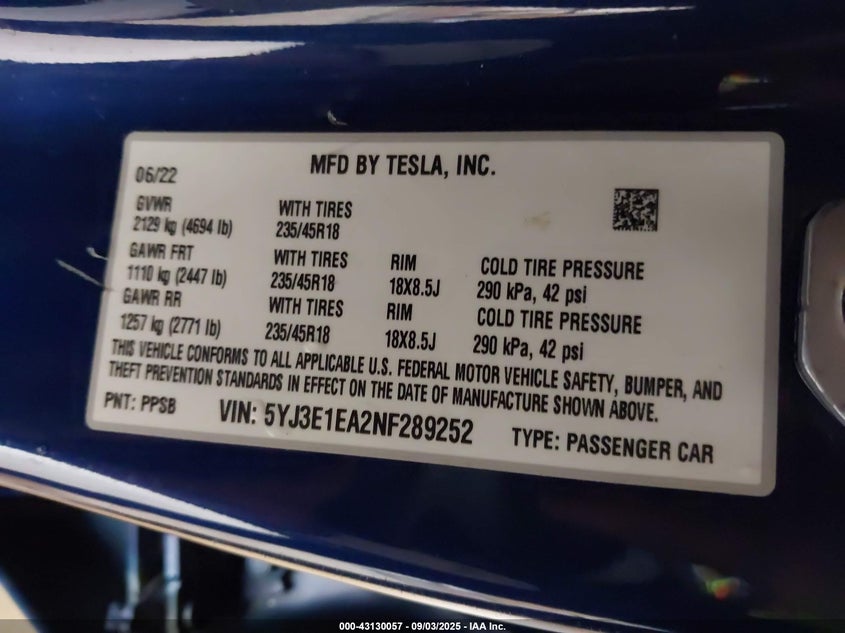 06/22 MFD BY TESLA, INC.
GVWR WITH TIRES
2129 kg (4694 lb) 235/45R18
GAWR FRT WITH TIRES RIM COLD TIRE PRESSURE
1110 kg (2447 lb) 235/45R18 18X8.5J 290 kPa, 42 psi
GAWR RR WITH TIRES RIM COLD TIRE PRESSURE
1257 kg (2771 lb) 235/45R18 18X8.5J 290 kPa, 42 psi
THIS VEHICLE CONFORMS TO ALL APPLICABLE U.S. FEDERAL MOTOR VEHICLE SAFETY, BUMPER, AND
THEFT PREVENTION STANDARDS IN EFFECT ON THE DATE OF MANUFACTURE SHOWN ABOVE.
PNT: PPSB VIN: 5YJ3E1EA2NF289252 TYPE: PASSENGER CAR
000-43130057 - 09/03/2025 - IAA Inc.